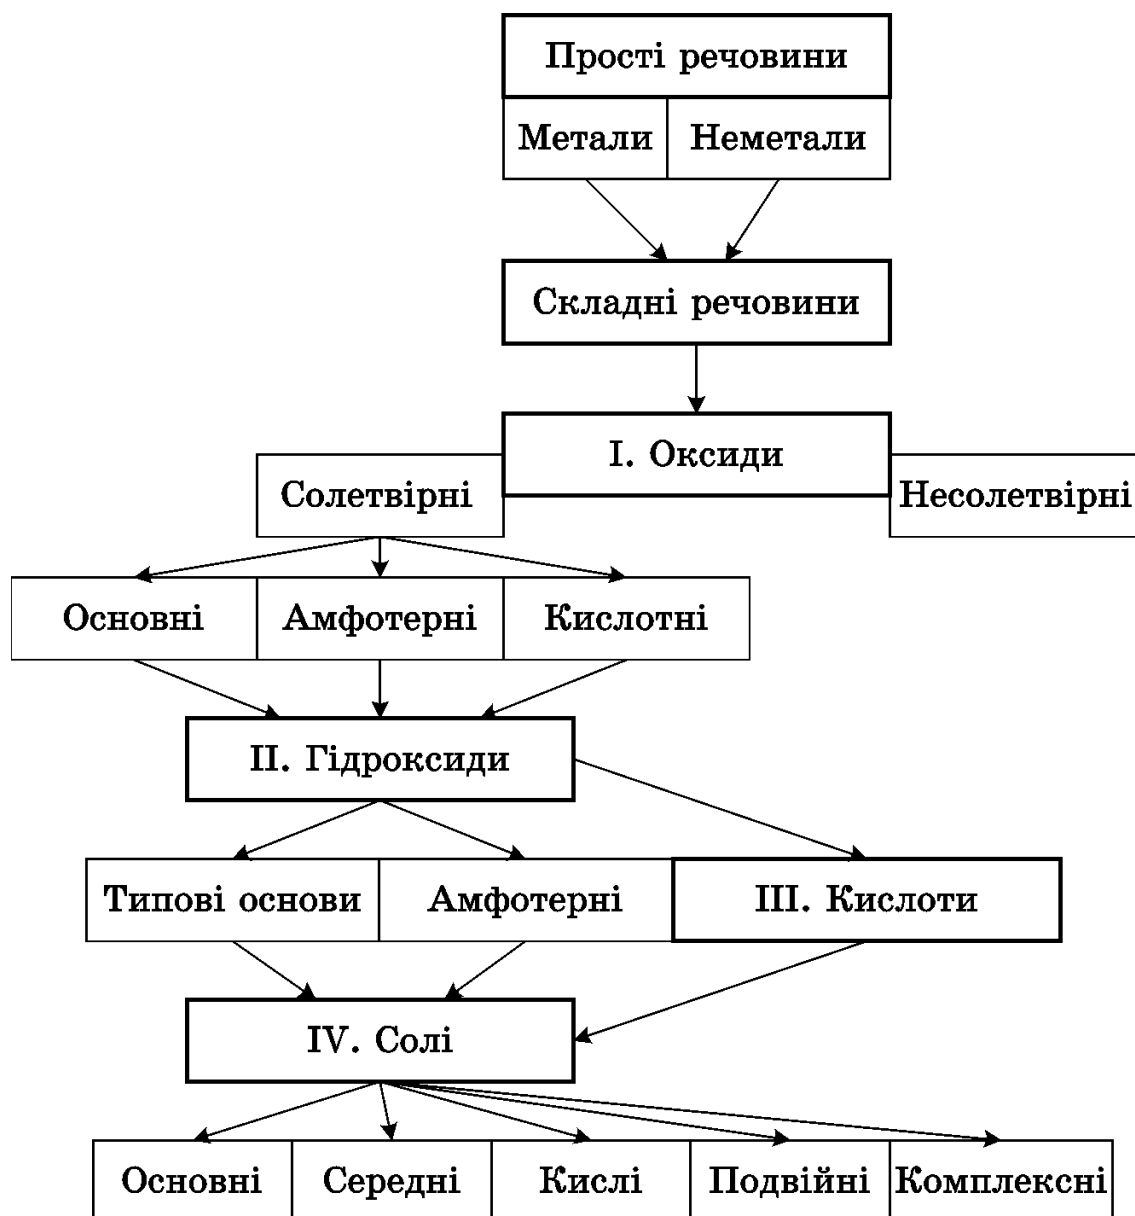 Прості речовини
Метали
Неметали
Складні речовини
I. Оксиди
Солетвірні
Несолетвірні
Основні
Амфотерні
Кислотні
II. Гідроксиди
Типові основи
Амфотерні
III. Кислоти
IV. Солі
Основні
Середні
Кислі
Подвійні
Комплексні